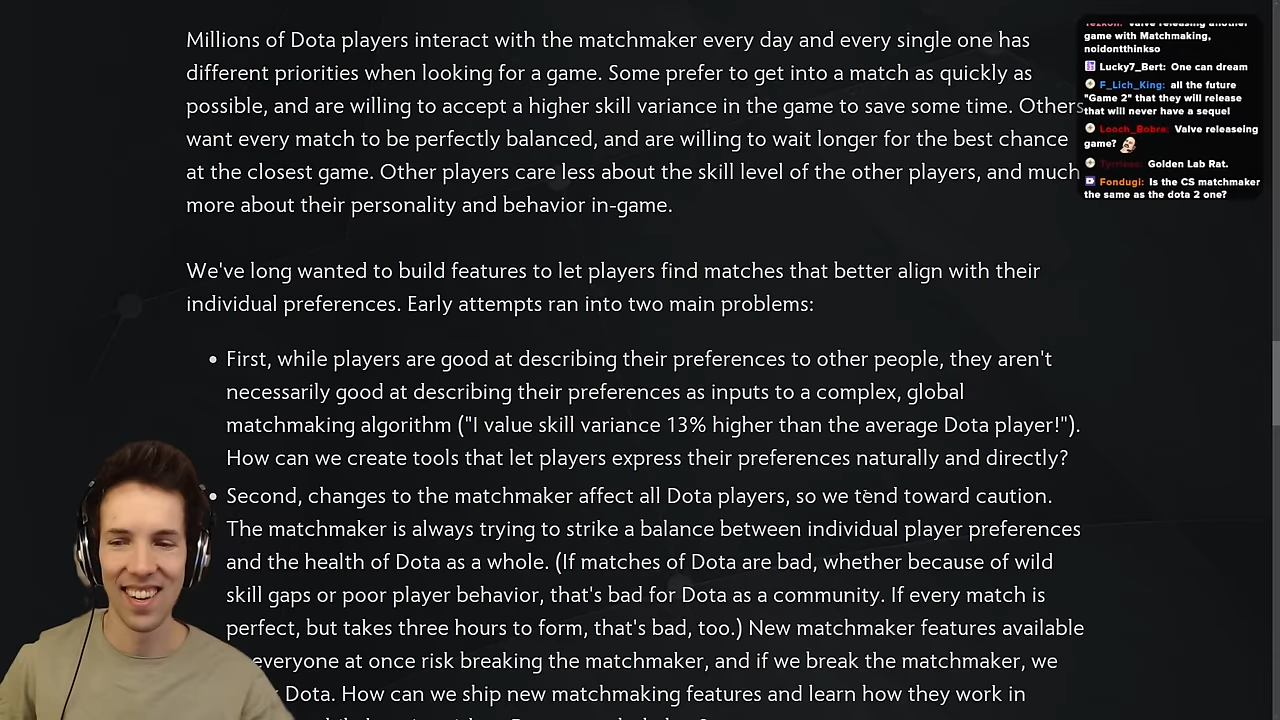 Millions of Dota players interact with the matchmaker every day and every single one has
different priorities when looking for a game. Some prefer to get into a match as quickly as
possible, and are willing to accept a higher skill variance in the game to save some time. Others
want every match to be perfectly balanced, and are willing to wait longer for the best chance
at the closest game. Other players care less about the skill level of the other players, and much
more about their personality and behavior in-game.
We've long wanted to build features to let players find matches that better align with their
individual preferences. Early attempts ran into two main problems:
• First, while players are good at describing their preferences to other people, they aren't
necessarily good at describing their preferences as inputs to a complex, global
matchmaking algorithm ("I value skill variance 13% higher than the average Dota player!").
How can we create tools that let players express their preferences naturally and directly?
• Second, changes to the matchmaker affect all Dota players, so we tend toward caution.
The matchmaker is always trying to strike a balance between individual player preferences
and the health of Dota as a whole. (If matches of Dota are bad, whether because of wild
skill gaps or poor player behavior, that's bad for Dota as a community. If every match is
perfect, but takes three hours to form, that's bad, too.) New matchmaker features available
everyone at once risk breaking the matchmaker, and if we break the matchmaker, we
Dota. How can we ship new matchmaking features and learn how they work in
Valve releasing another
game with Matchmaking,
noidontthinkso
Lucky7_Bert: One can dream
F_Lich_King: all the future
"Game 2" that they will release
that will never have a sequel
Looch_Bobra: Valve releaseing
game?
Golden Lab Rat.
Fondugi: Is the CS matchmaker
the same as the dota 2 one?